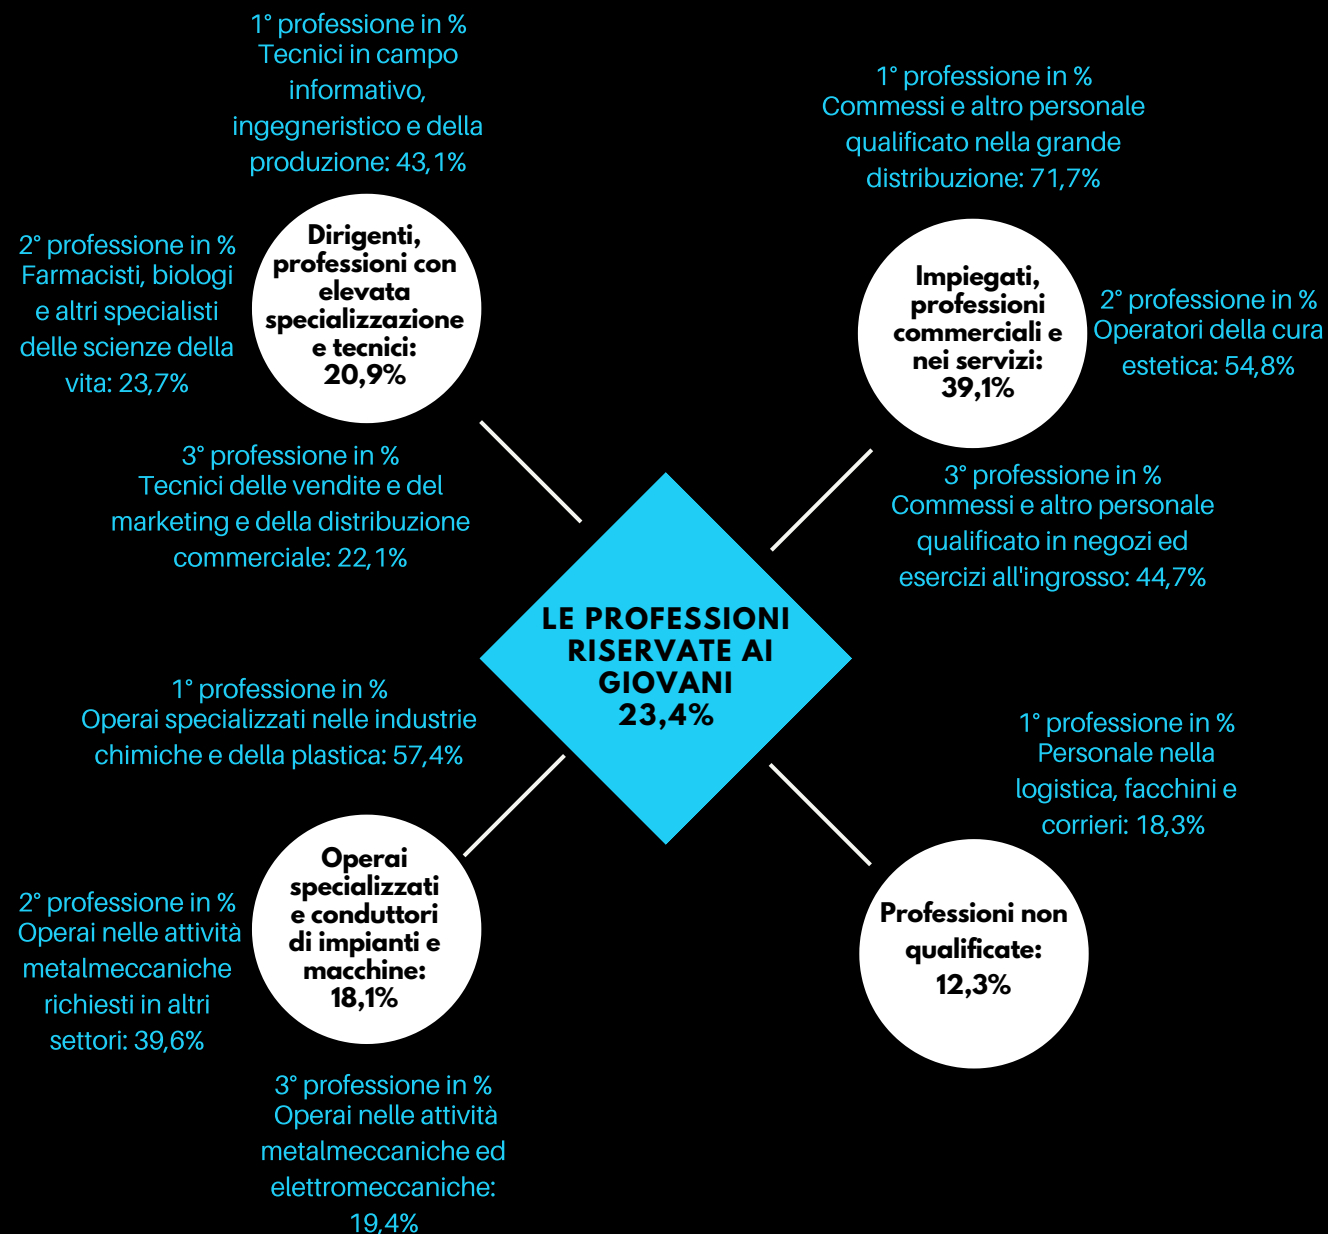 1° professione in %
Tecnici in campo
informativo,
ingegneristico e della
produzione: 43,1%
2° professione in %
Farmacisti, biologi
e altri specialisti
delle scienze della
vita: 23,7%
Dirigenti,
professioni con
elevata
specializzazione
e tecnici:
20,9%
3° professione in %
Tecnici delle vendite e del
marketing e della distribuzione
commerciale: 22,1%
1° professione in %
Commessi e altro personale
qualificato nella grande
distribuzione: 71,7%
Impiegati,
professioni
commerciali e
nei servizi:
39,1%
2° professione in %
Operatori della cura
estetica: 54,8%
3° professione in %
Commessi e altro personale
qualificato in negozi ed
esercizi all'ingrosso: 44,7%
LE PROFESSIONI
RISERVATE AI
GIOVANI
23,4%
1° professione in %
Operai specializzati nelle industrie
chimiche e della plastica: 57,4%
2° professione in %
Operai nelle attività
metalmeccaniche
richiesti in altri
settori: 39,6%
Operai
specializzati
e conduttori
di impianti e
macchine:
18,1%
3° professione in %
Operai nelle attività
metalmeccaniche ed
elettromeccaniche:
19,4%
1° professione in %
Personale nella
logistica, facchini e
corrieri: 18,3%
Professioni non
qualificate:
12,3%